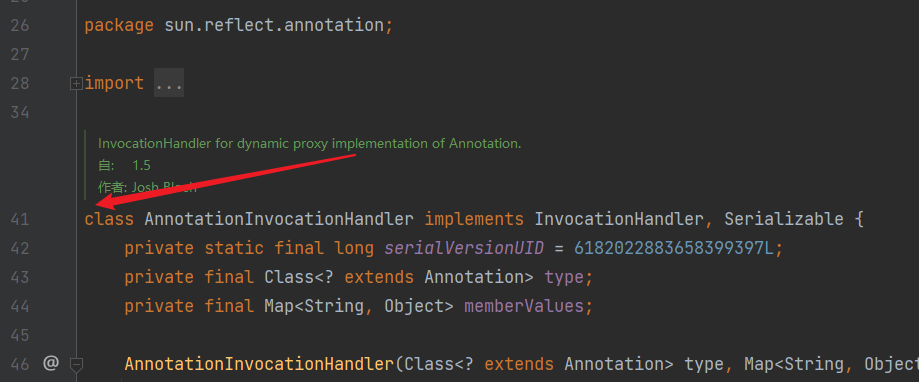 26 package sun.reflect.annotation;
27
28 import ...
34
InvocationHandler for dynamic proxy implementation of Annotation.
自: 1.5
作者: Josh Bloch
41 class AnnotationInvocationHandler implements InvocationHandler, Serializable {
42 private static final long serialVersionUID = 6182022883658399397L;
43 private final Class<? extends Annotation> type;
44 private final Map<String, Object> memberValues;
45
46 @ AnnotationInvocationHandler(Class<? extends Annotation> type, Map<String, Object